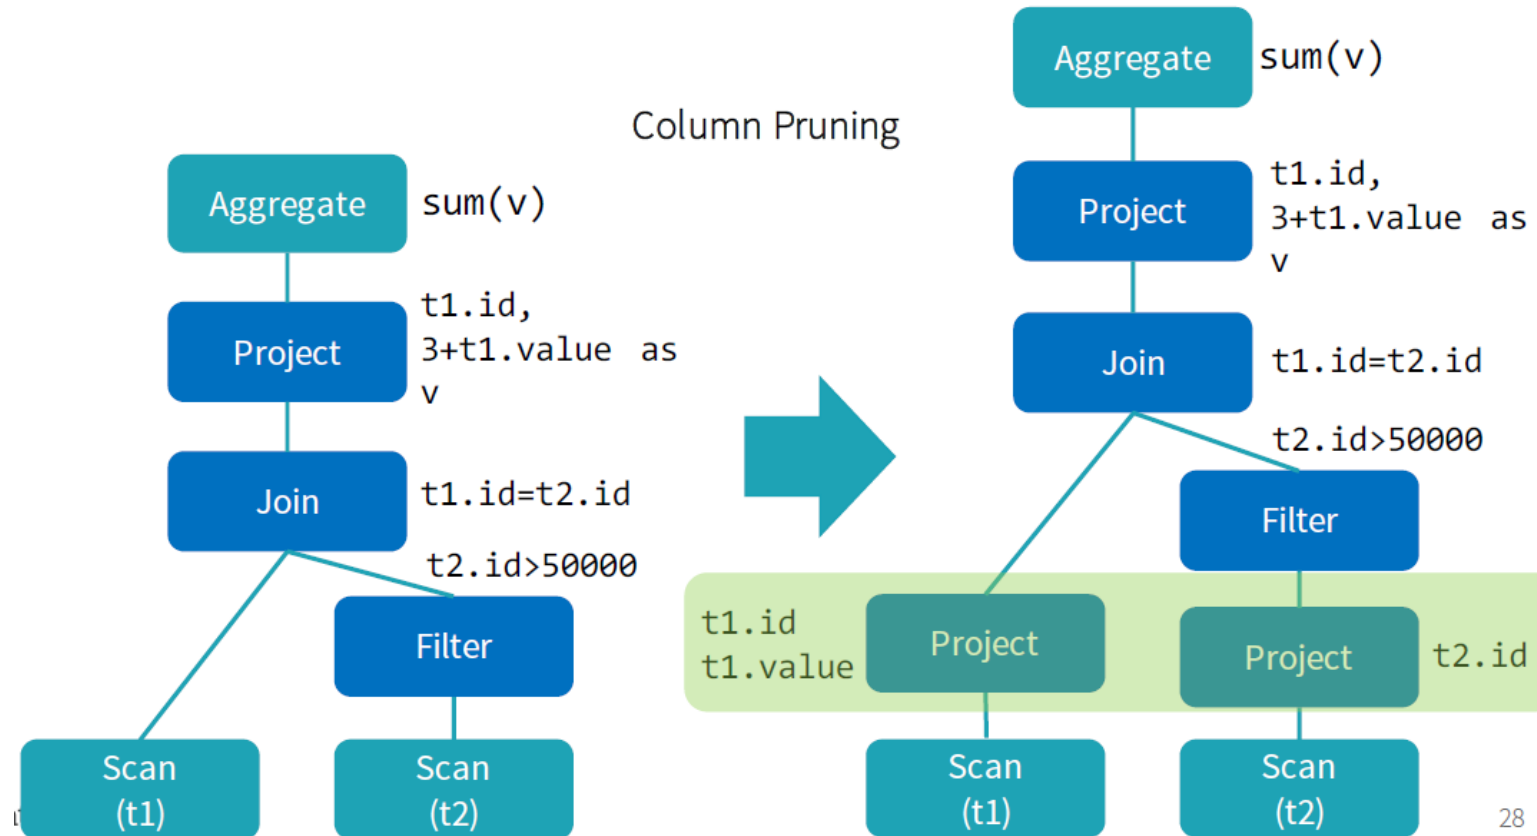 Column Pruning
Aggregate
sum(v)
Project
t1.id,
3+t1.value as
v
Join
t1.id=t2.id
t2.id>50000
Filter
Scan
(t1)
Scan
(t2)
Aggregate
sum(v)
Project
t1.id,
3+t1.value as
v
Join
t1.id=t2.id
t2.id>50000
Filter
t1.id
t1.value
Project
Project
t2.id
Scan
(t1)
Scan
(t2)
28